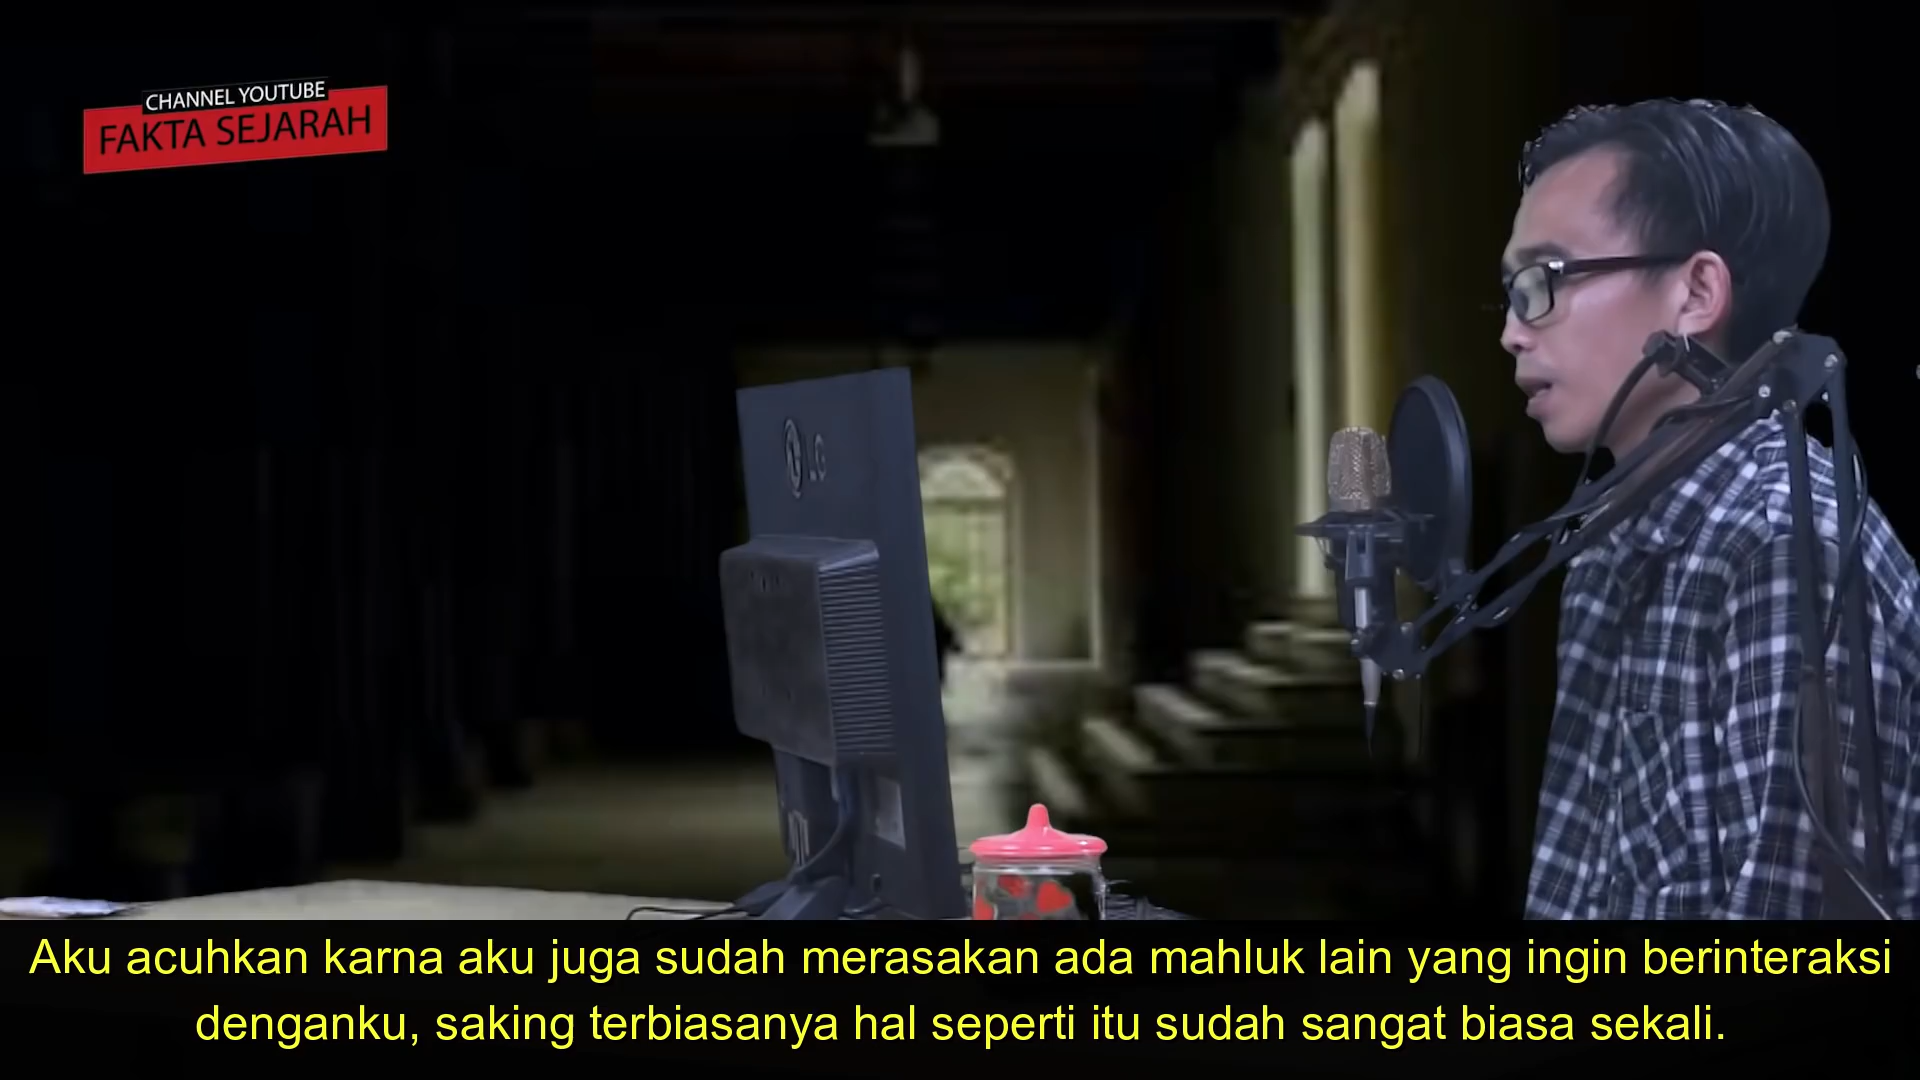 CHANNEL YOUTUBE
FAKTA SEJARAH
LG
Aku acuhkan karna aku juga sudah merasakan ada mahluk lain yang ingin berinteraksi
denganku, saking terbiasanya hal seperti itu sudah sangat biasa sekali.